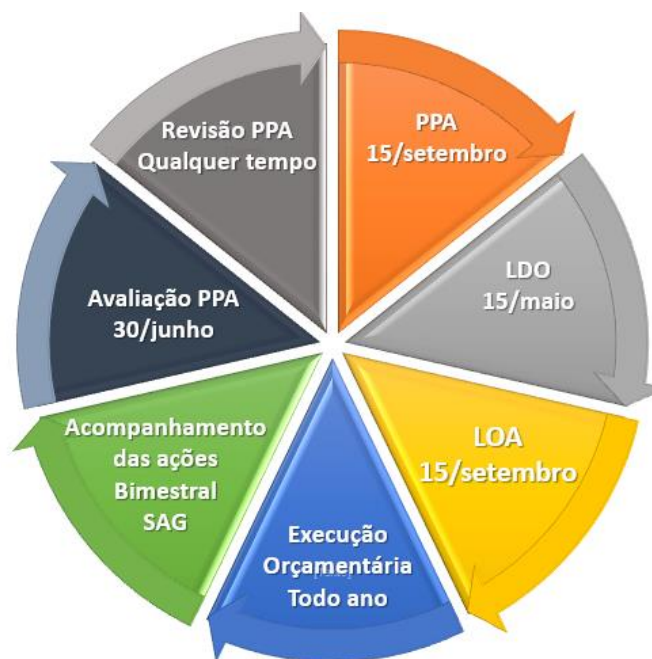 PPA
15/setembro
LDO
15/maio
LOA
15/setembro
Execução
Orçamentária
Todo ano
Acompanhamento
das ações
Bimestral
SAG
Avaliação PPA
30/junho
Revisão PPA
Qualquer tempo